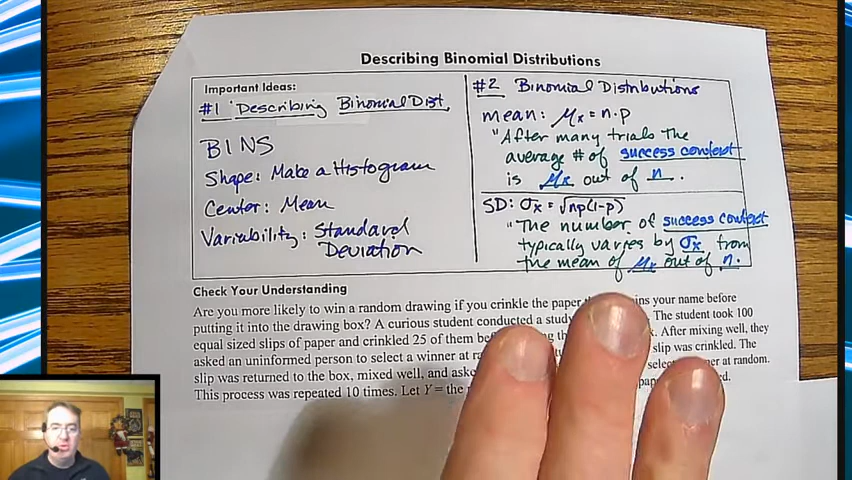 Describing Binomial Distributions
Important Ideas:
#1 Describing Binomial Dist.
BINS
Shape: Make a Histogram
Center: Mean
Variability: Standard
Deviation
#2 Binomial Distributions
mean: μx = n·p
"After many trials the
average # of success context
is μx out of n.
SD: σx = √np(1-p)
"The number of success context
typically varies by σx from
the mean of μx out of n.
Check Your Understanding
Are you more likely to win a random drawing if you crinkle the paper your name before
putting it into the drawing box? A curious student conducted a study The student took 100
equal sized slips of paper and crinkled 25 of them After mixing well, they
asked an uninformed person to select a winner at slip was crinkled. The
slip was returned to the box, mixed well, and at random.
This process was repeated 10 times. Let Y = the